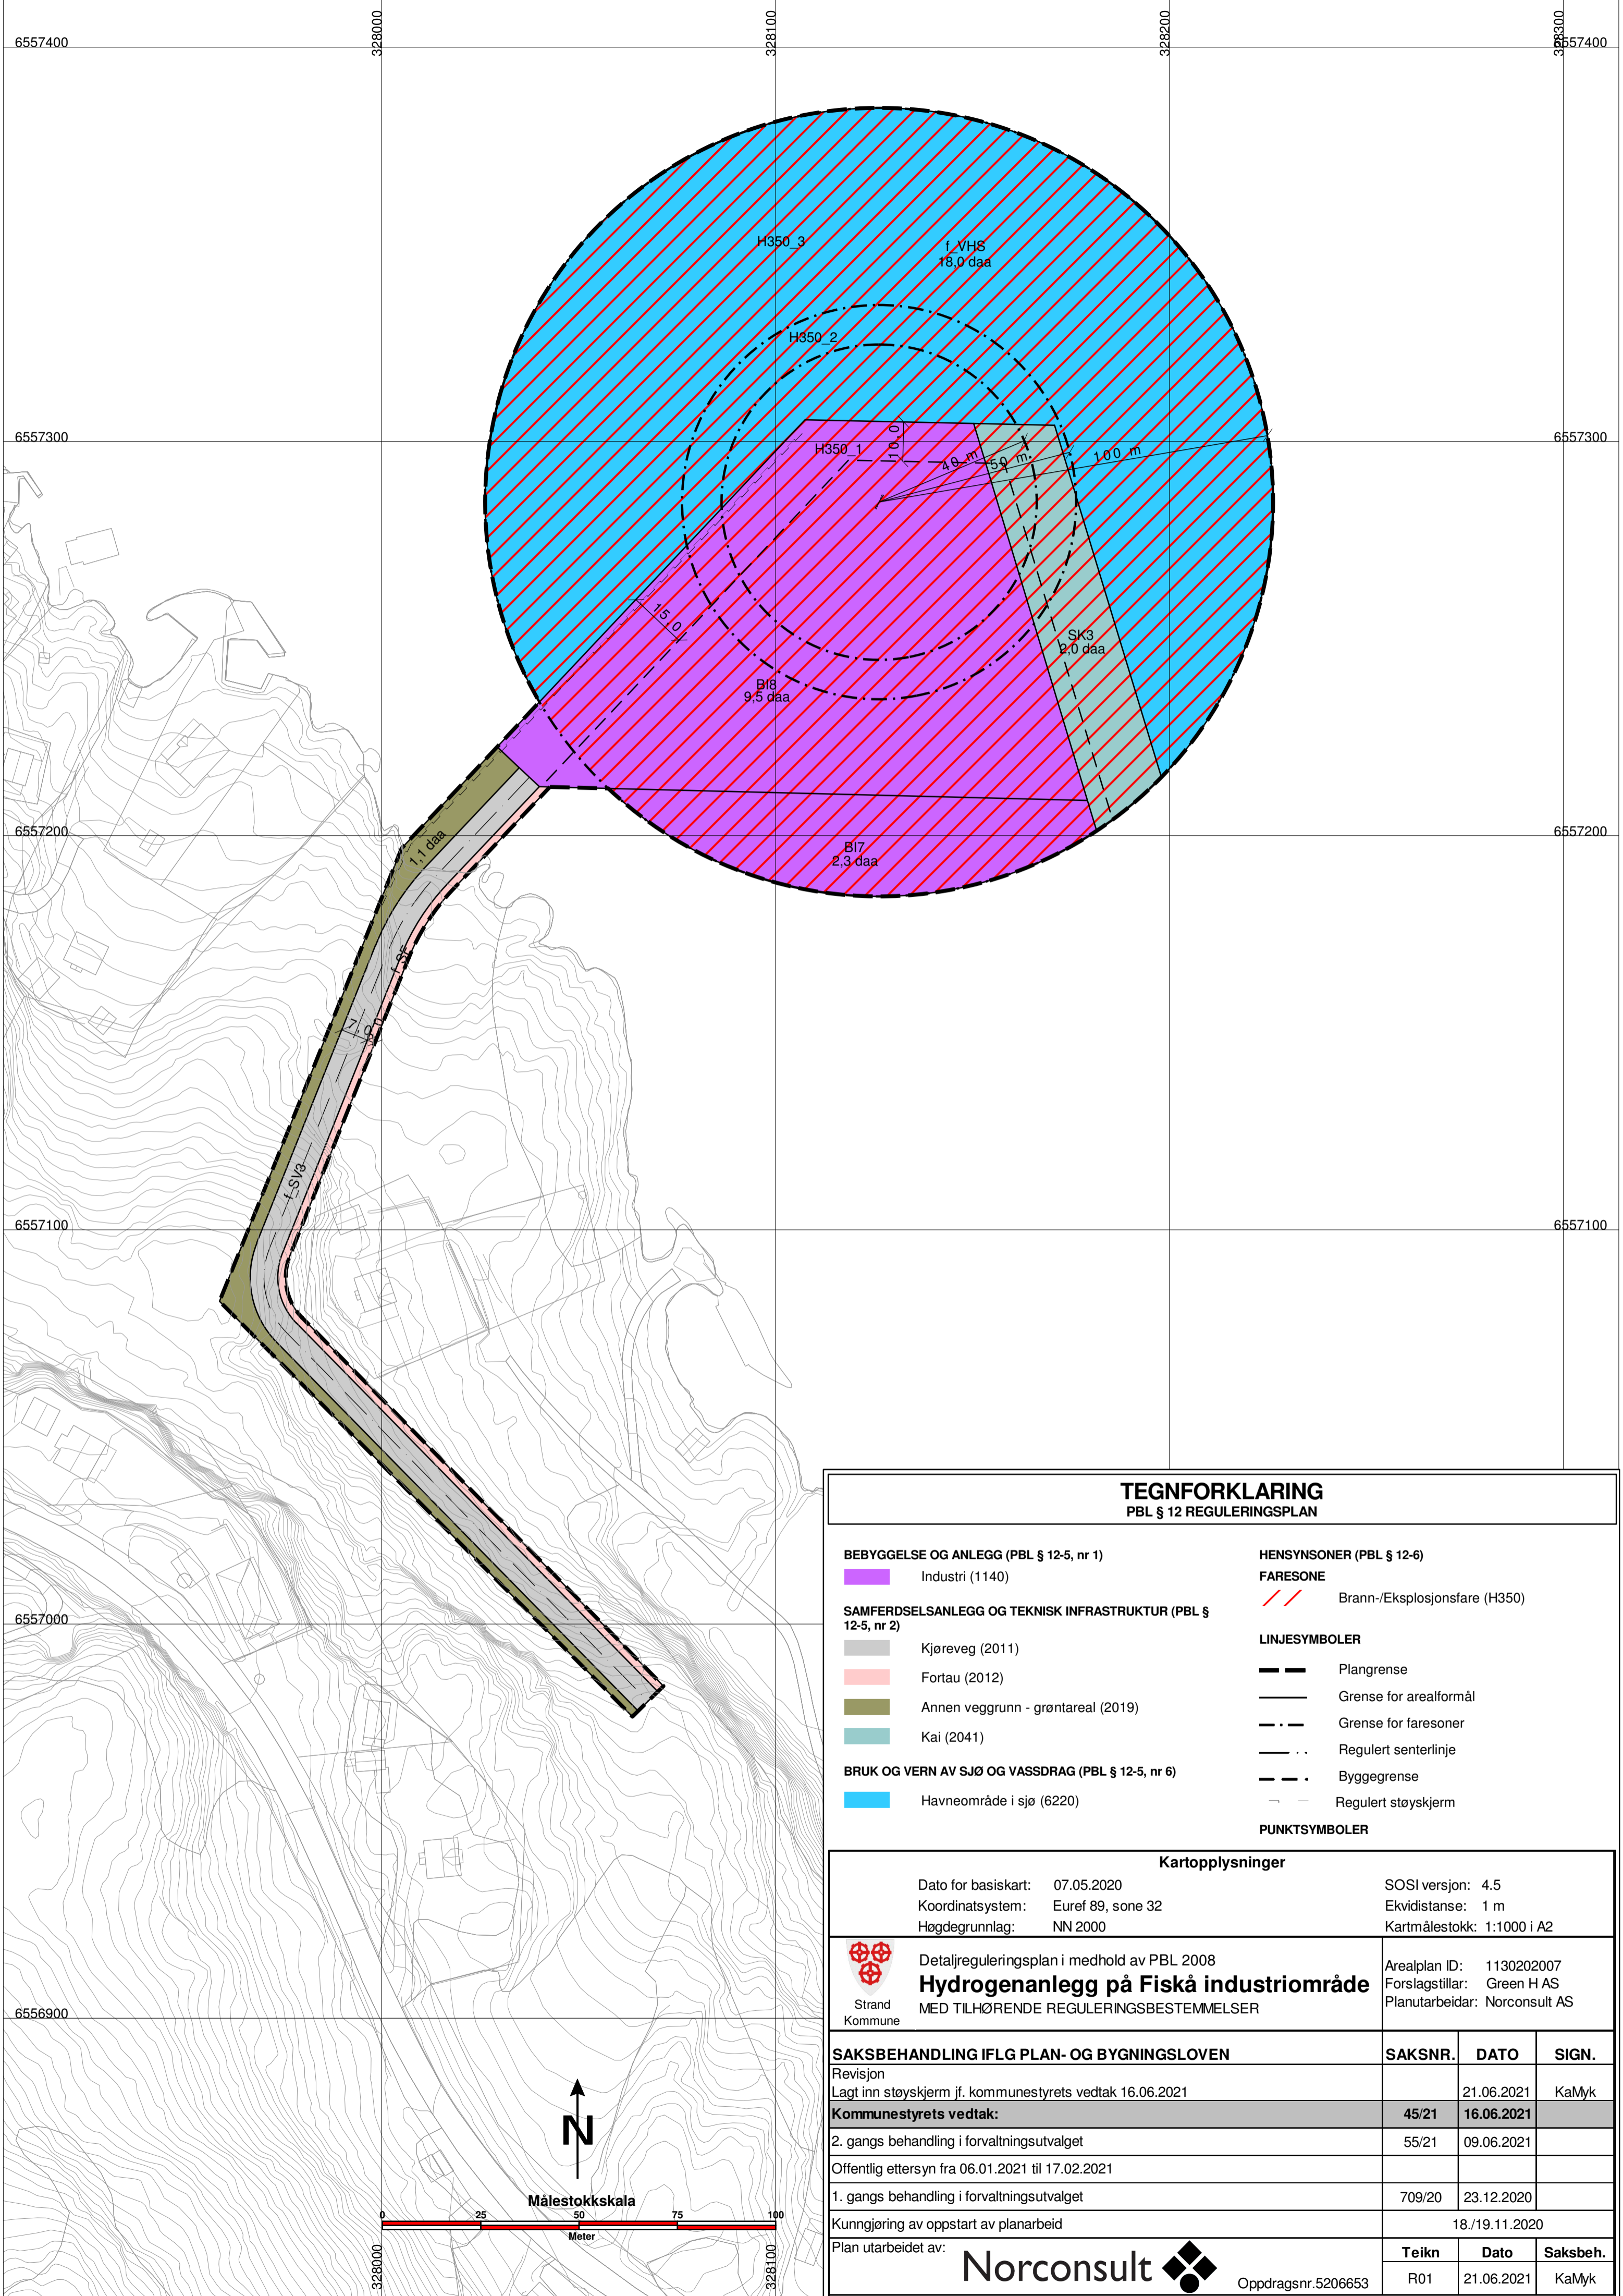 328000
328100
328200
328300
6557400
6557400
H350_3
f_VHS
18,0 daa
H350_2
6557300
6557300
H350_1
10,0
40 m
50 m
100 m
15,0
SK3
2,0 daa
BI8
9,5 daa
6557200
6557200
1,1 daa
BI7
2,3 daa
f_SF
7,0
f_SV3
6557100
6557100
6557000
6556900
TEGNFORKLARING
PBL § 12 REGULERINGSPLAN
BEBYGGELSE OG ANLEGG (PBL § 12-5, nr 1)
Industri (1140)
SAMFERDSELSANLEGG OG TEKNISK INFRASTRUKTUR (PBL §
12-5, nr 2)
Kjøreveg (2011)
Fortau (2012)
Annen veggrunn - grøntareal (2019)
Kai (2041)
BRUK OG VERN AV SJØ OG VASSDRAG (PBL § 12-5, nr 6)
Havneområde i sjø (6220)
HENSYNSONER (PBL § 12-6)
FARESONE
Brann-/Eksplosjonsfare (H350)
LINJESYMBOLER
Plangrense
Grense for arealformål
Grense for faresoner
Regulert senterlinje
Byggegrense
Regulert støyskjerm
PUNKTSYMBOLER
Kartopplysninger
Dato for basiskart: 07.05.2020
Koordinatsystem: Euref 89, sone 32
Høgdegrunnlag: NN 2000
SOSI versjon: 4.5
Ekvidistanse: 1 m
Kartmålestokk: 1:1000 i A2
Strand
Kommune
Detaljreguleringsplan i medhold av PBL 2008
Hydrogenanlegg på Fiskå industriområde
MED TILHØRENDE REGULERINGSBESTEMMELSER
Arealplan ID: 1130202007
Forslagstillar: Green H AS
Planutarbeidar: Norconsult AS
SAKSBEHANDLING IFLG PLAN- OG BYGNINGSLOVEN SAKSNR. DATO SIGN.
Revisjon
Lagt inn støyskjerm jf. kommunestyrets vedtak 16.06.2021 21.06.2021 KaMyk
Kommunestyrets vedtak: 45/21 16.06.2021
2. gangs behandling i forvaltningsutvalget 55/21 09.06.2021
Offentlig ettersyn fra 06.01.2021 til 17.02.2021
1. gangs behandling i forvaltningsutvalget 709/20 23.12.2020
Kunngjøring av oppstart av planarbeid 18./19.11.2020
Plan utarbeidet av:
Norconsult
Oppdragsnr.5206653
Teikn Dato Saksbeh.
R01 21.06.2021 KaMyk
N
Målestokkskala
0 25 50 75 100
Meter
328000
328100